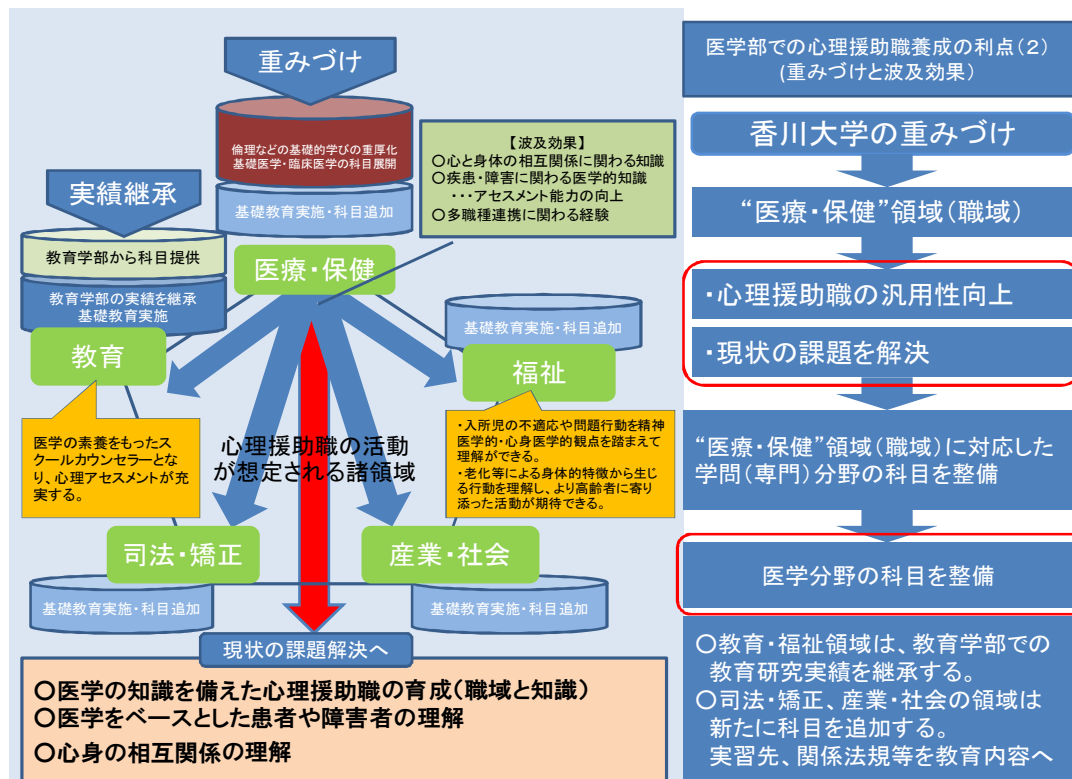 重みづけ
倫理などの基礎的学びの重厚化
基礎医学・臨床医学の科目展開
基礎教育実施・科目追加
【波及効果】
○心と身体の相互関係に関わる知識
○疾患・障害に関わる医学的知識
・・・アセスメント能力の向上
○多職種連携に関わる経験
実績継承
教育学部から科目提供
教育学部の実績を継承
基礎教育実施
医療・保健
教育
基礎教育実施・科目追加
福祉
医学の素養をもったス
クールカウンセラーとな
り、心理アセスメントが充
実する。
心理援助職の活動
が想定される諸領域
・入所児の不適応や問題行動を精神
医学的・心身医学的観点を踏まえて
理解ができる。
・老化等による身体的特徴から生じ
る行動を理解し、より高齢者に寄り
添った活動が期待できる。
司法・矯正
産業・社会
基礎教育実施・科目追加
基礎教育実施・科目追加
現状の課題解決へ
○医学の知識を備えた心理援助職の育成(職域と知識)
○医学をベースとした患者や障害者の理解
○心身の相互関係の理解
医学部での心理援助職養成の利点(2)
(重みづけと波及効果)
香川大学の重みづけ
“医療・保健”領域(職域)
・心理援助職の汎用性向上
・現状の課題を解決
“医療・保健”領域(職域)に対応した
学問(専門)分野の科目を整備
医学分野の科目を整備
○教育・福祉領域は、教育学部での
教育研究実績を継承する。
○司法・矯正、産業・社会の領域は
新たに科目を追加する。
実習先、関係法規等を教育内容へ